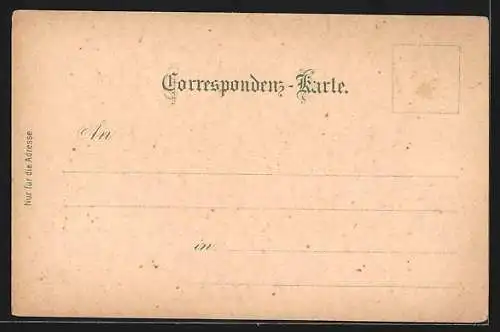 Correspondenz-Karte.
An
in
Nur für die Adresse